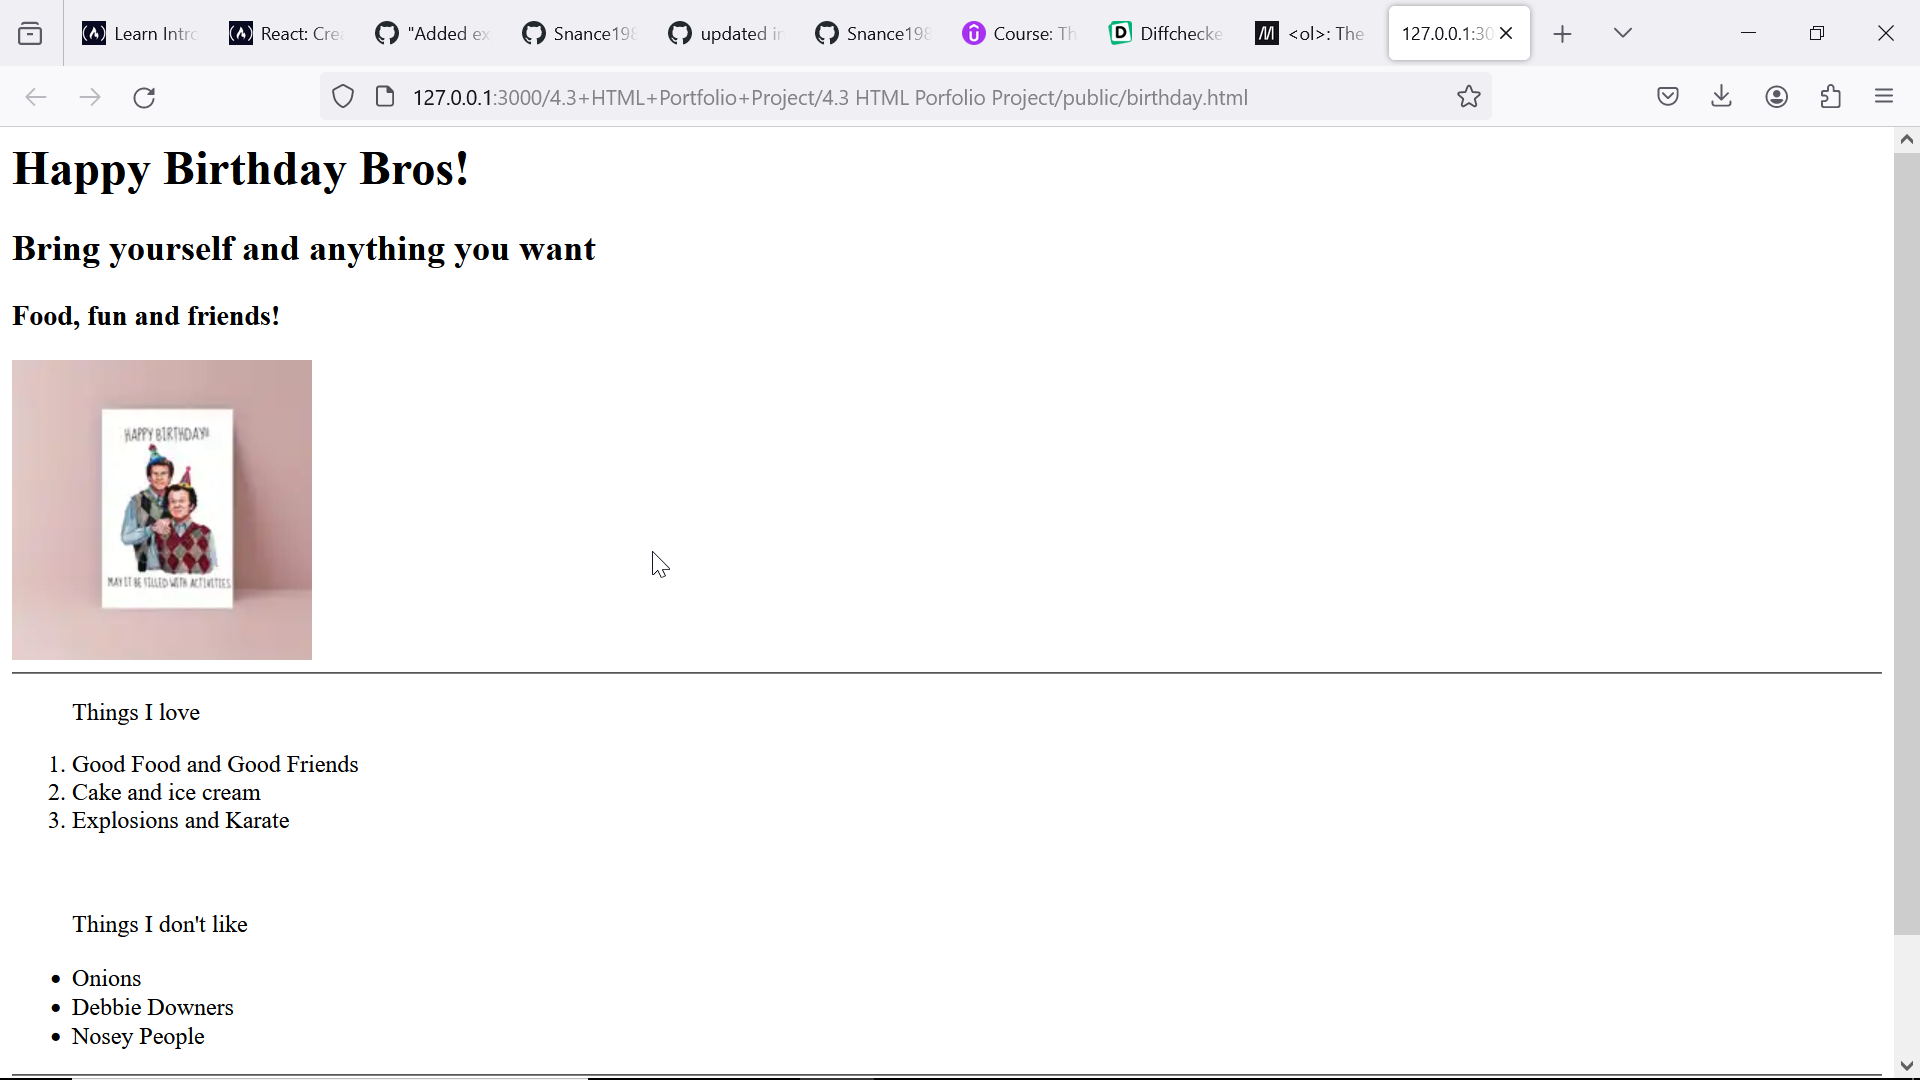 Learn Intro
React: Crea
"Added ex
Snance198
updated in
Snance198
Course: Th
Diffchecke
<ol>: The
127.0.0.1:30
127.0.0.1:3000/4.3+HTML+Portfolio+Project/4.3 HTML Porfolio Project/public/birthday.html
Happy Birthday Bros!
Bring yourself and anything you want
Food, fun and friends!
HAPPY BIRTHDAY!!
MAY IT BE FILLED WITH ACTIVITIES
Things I love
1. Good Food and Good Friends
2. Cake and ice cream
3. Explosions and Karate
Things I don't like
• Onions
• Debbie Downers
• Nosey People